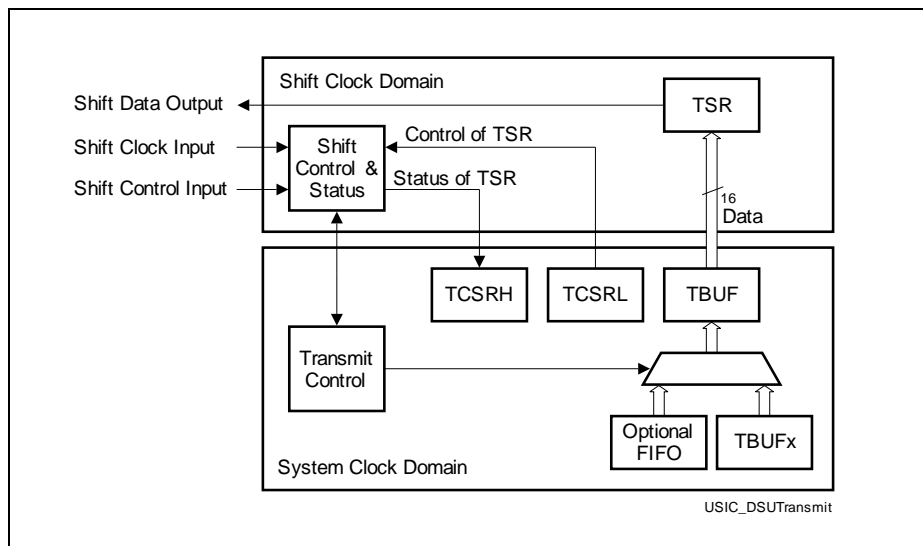 Shift Clock Domain
TSR
Shift Data Output
Shift Clock Input
Shift Control Input
Shift
Control &
Status
Control of TSR
Status of TSR
16
Data
TCSRH
TCSRL
TBUF
Transmit
Control
Optional
FIFO
TBUFx
System Clock Domain
USIC_DSUTransmit